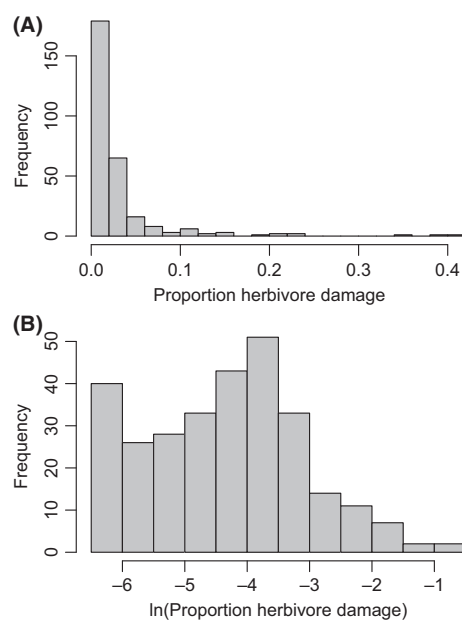 (A)
150
100
50
0
Frequency
0.0 0.1 0.2 0.3 0.4
Proportion herbivore damage
(B)
50
40
30
20
10
0
Frequency
–6 –5 –4 –3 –2 –1
ln(Proportion herbivore damage)